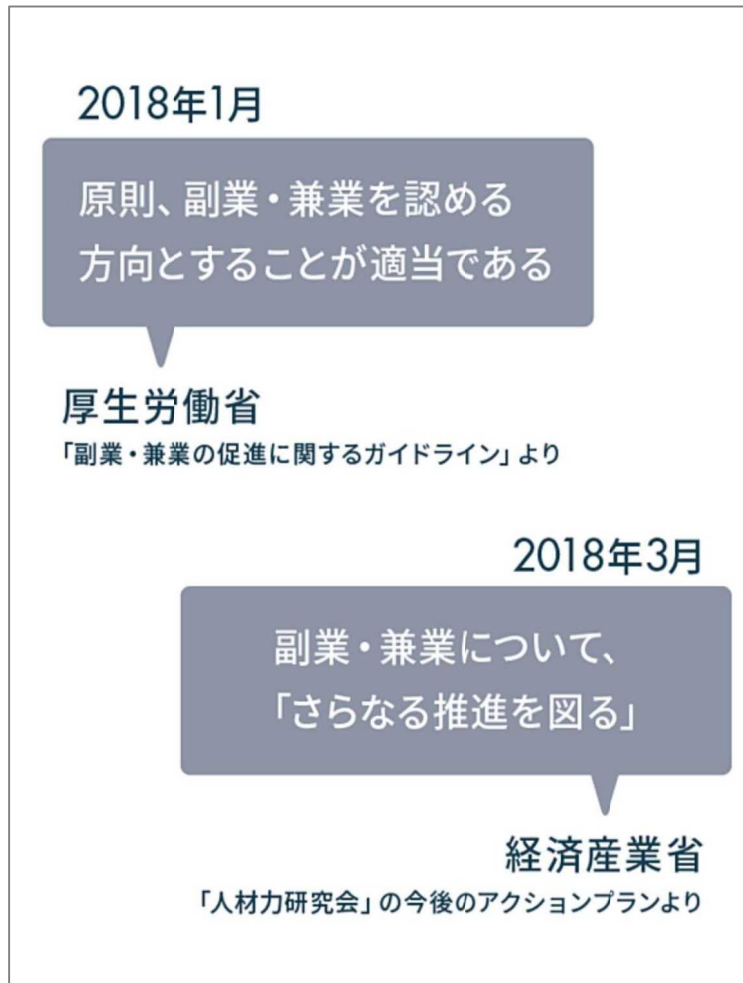 2018年1月
原則、副業・兼業を認める
方向とすることが適当である
厚生労働省
「副業・兼業の促進に関するガイドライン」より
2018年3月
副業・兼業について、
「さらなる推進を図る」
経済産業省
「人材力研究会」の今後のアクションプランより